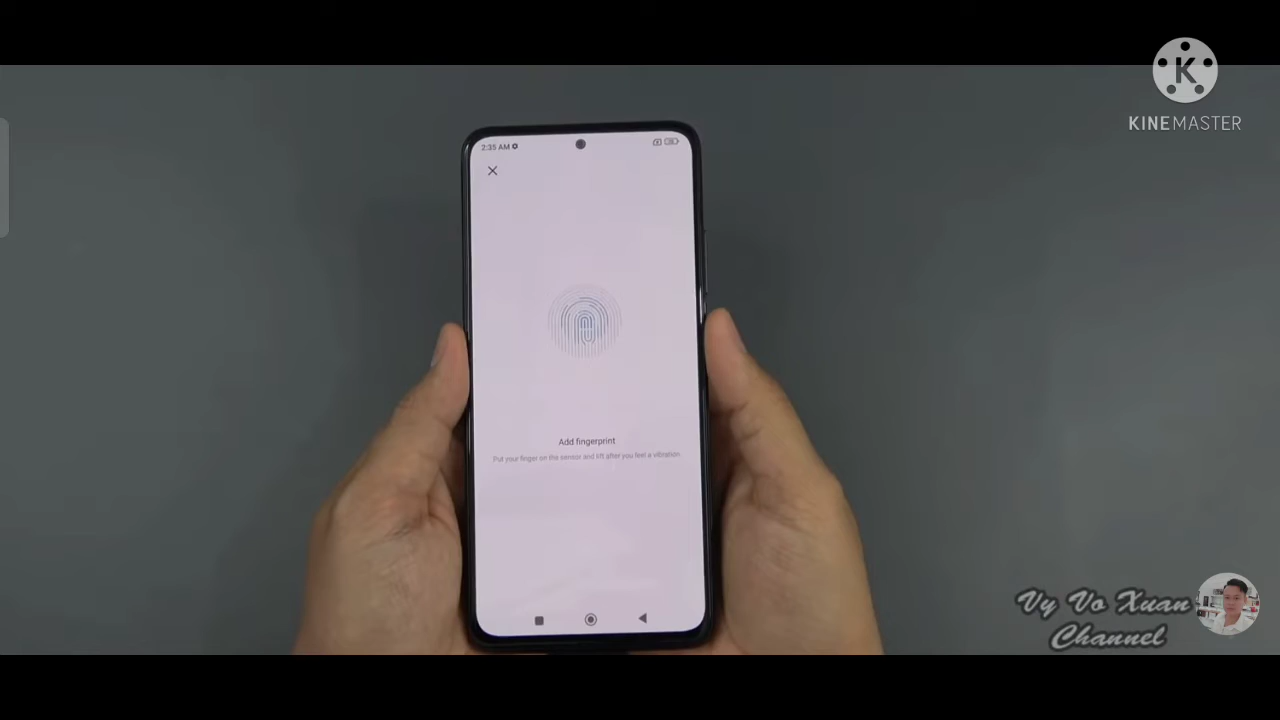 KINEMASTER
2:35 AM
Add fingerprint
Put your finger on the sensor and lift after you feel a vibration
Vy Vo Xuan
Channel